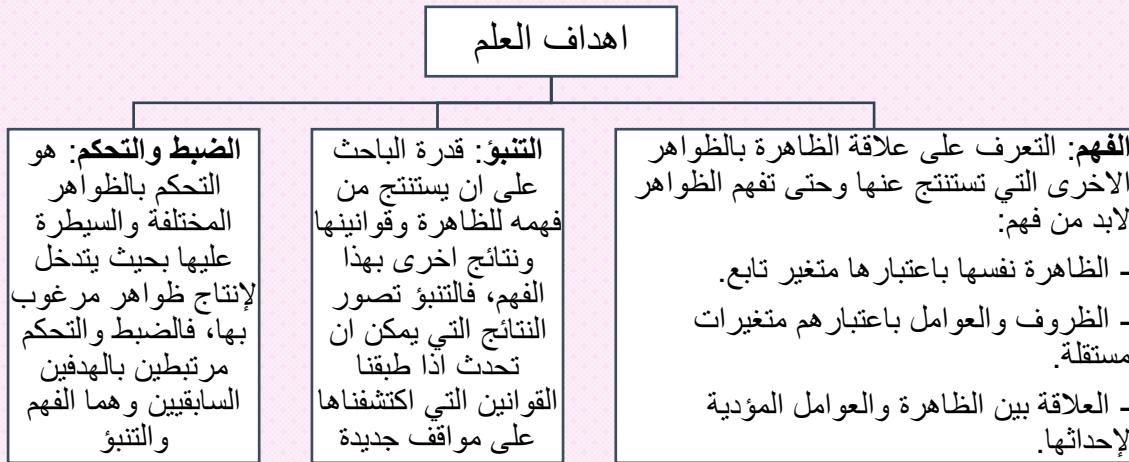 اهداف العلم
الفهم: التعرف على علاقة الظاهرة بالظواهر
الاخرى التي تستنتج عنها وحتى تفهم الظواهر
لابد من فهم:
- الظاهرة نفسها باعتبارها متغير تابع.
- الظروف والعوامل باعتبارهم متغيرات
مستقلة.
- العلاقة بين الظاهرة والعوامل المؤدية
لإحداثها.
التنبؤ: قدرة الباحث
على ان يستنتج من
فهمه للظاهرة وقوانينها
ونتائج اخرى بهذا
الفهم، فالتنبؤ تصور
النتائج التي يمكن ان
تحدث اذا طبقنا
القوانين التي اكتشفناها
على مواقف جديدة
الضبط والتحكم: هو
التحكم بالظواهر
المختلفة والسيطرة
عليها بحيث يتدخل
لإنتاج ظواهر مرغوب
بها، فالضبط والتحكم
مرتبطين بالهدفين
السابقيين وهما الفهم
والتنبؤ